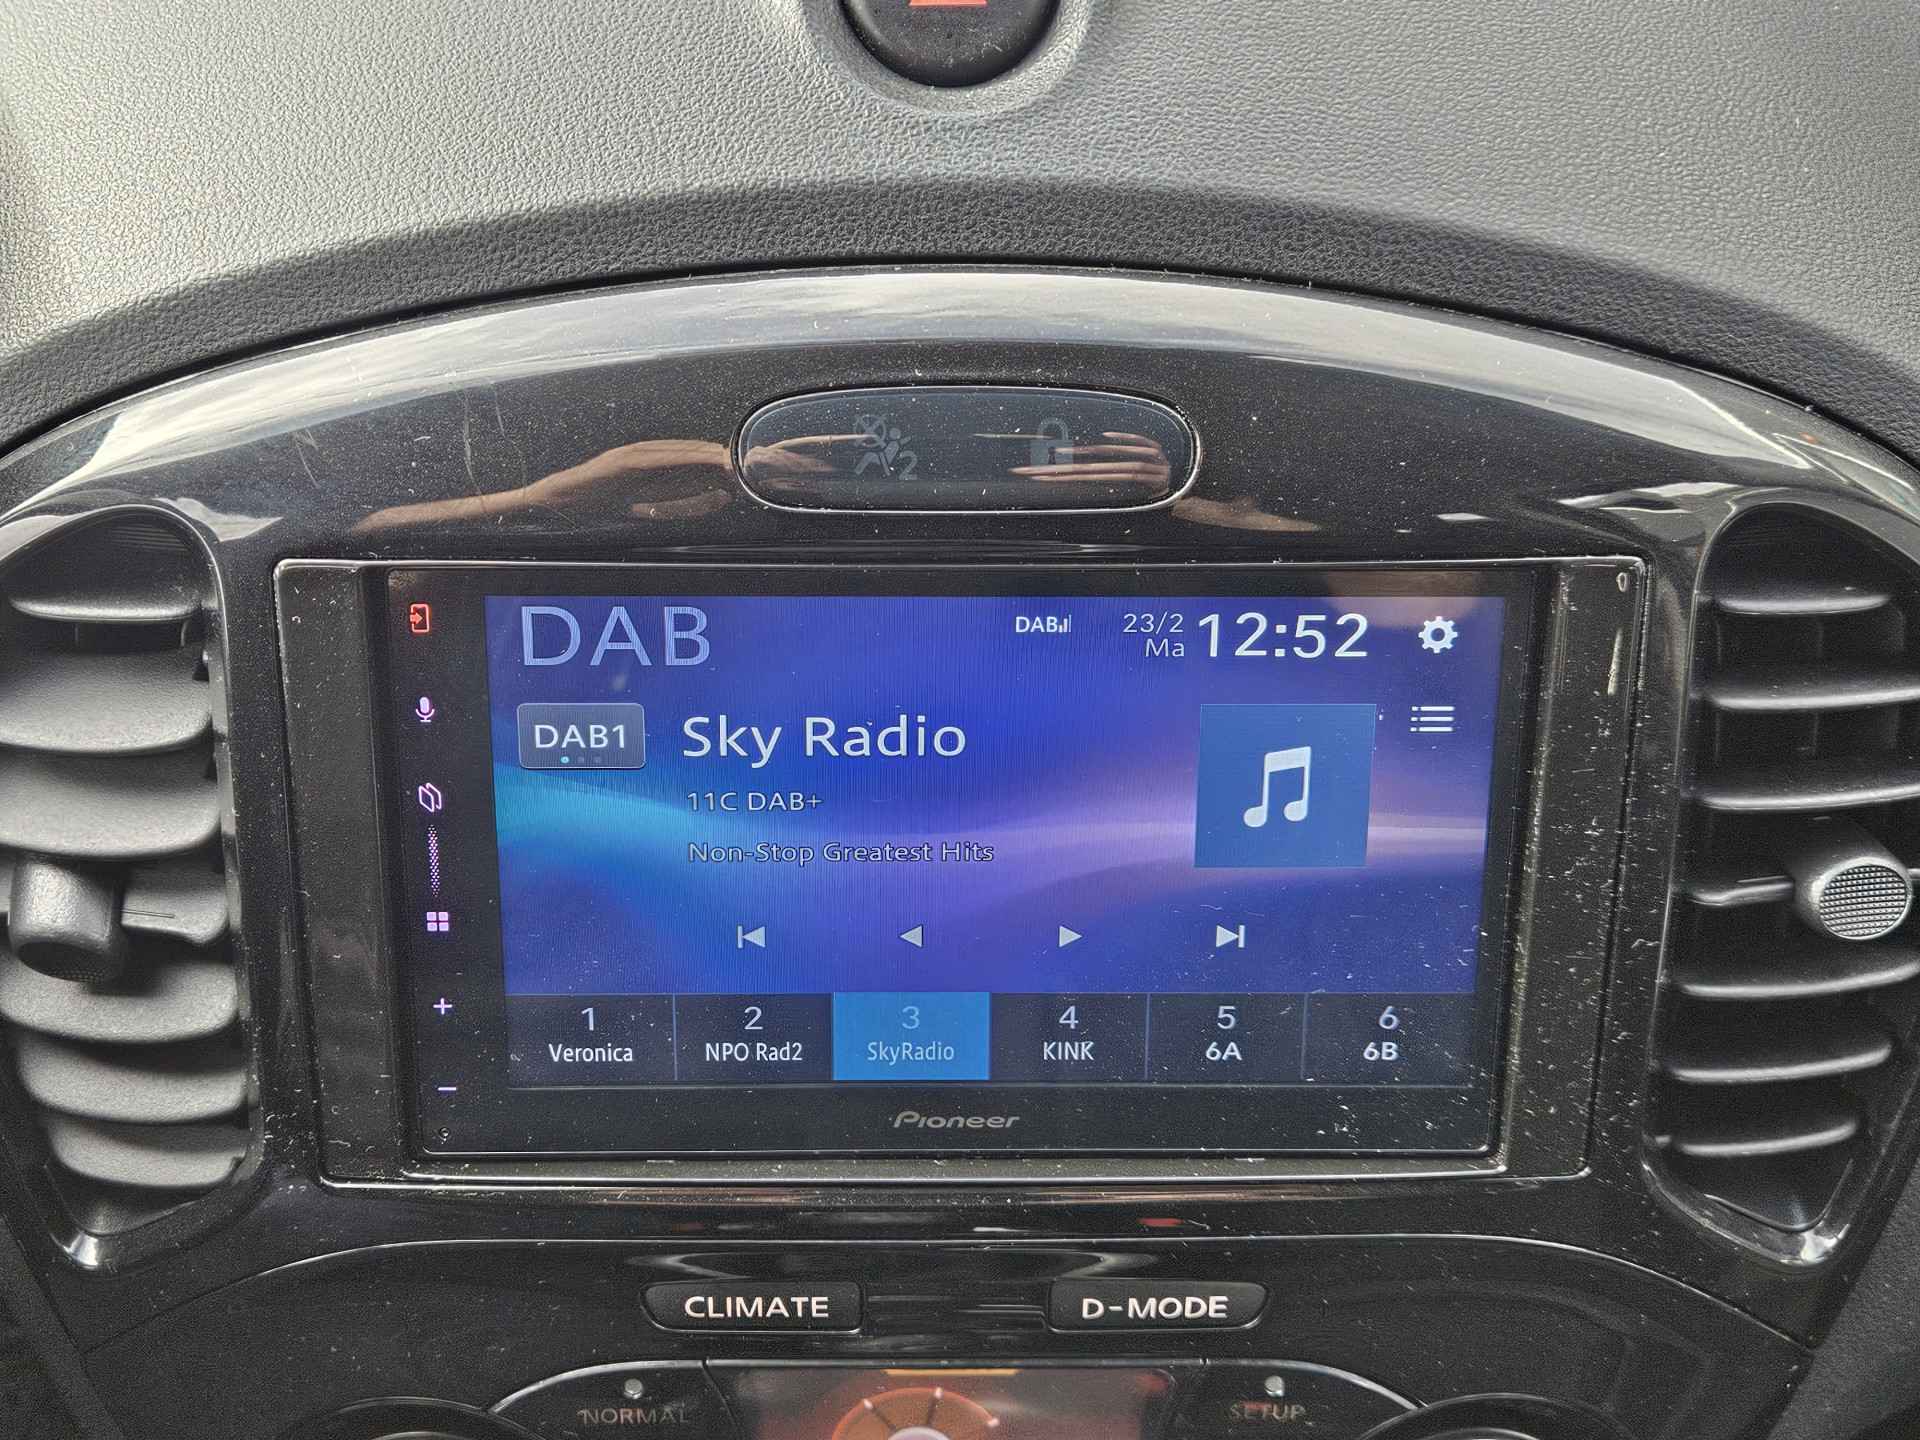 2
DAB
DAB
23/2
Ma
12:52
DAB1
Sky Radio
11C DAB+
Non-Stop Greatest Hits
1 2 3 4 5 6
Veronica NPO Rad2 SkyRadio KINK 6A 6B
Pioneer
CLIMATE D-MODE
NORMAL SETUP